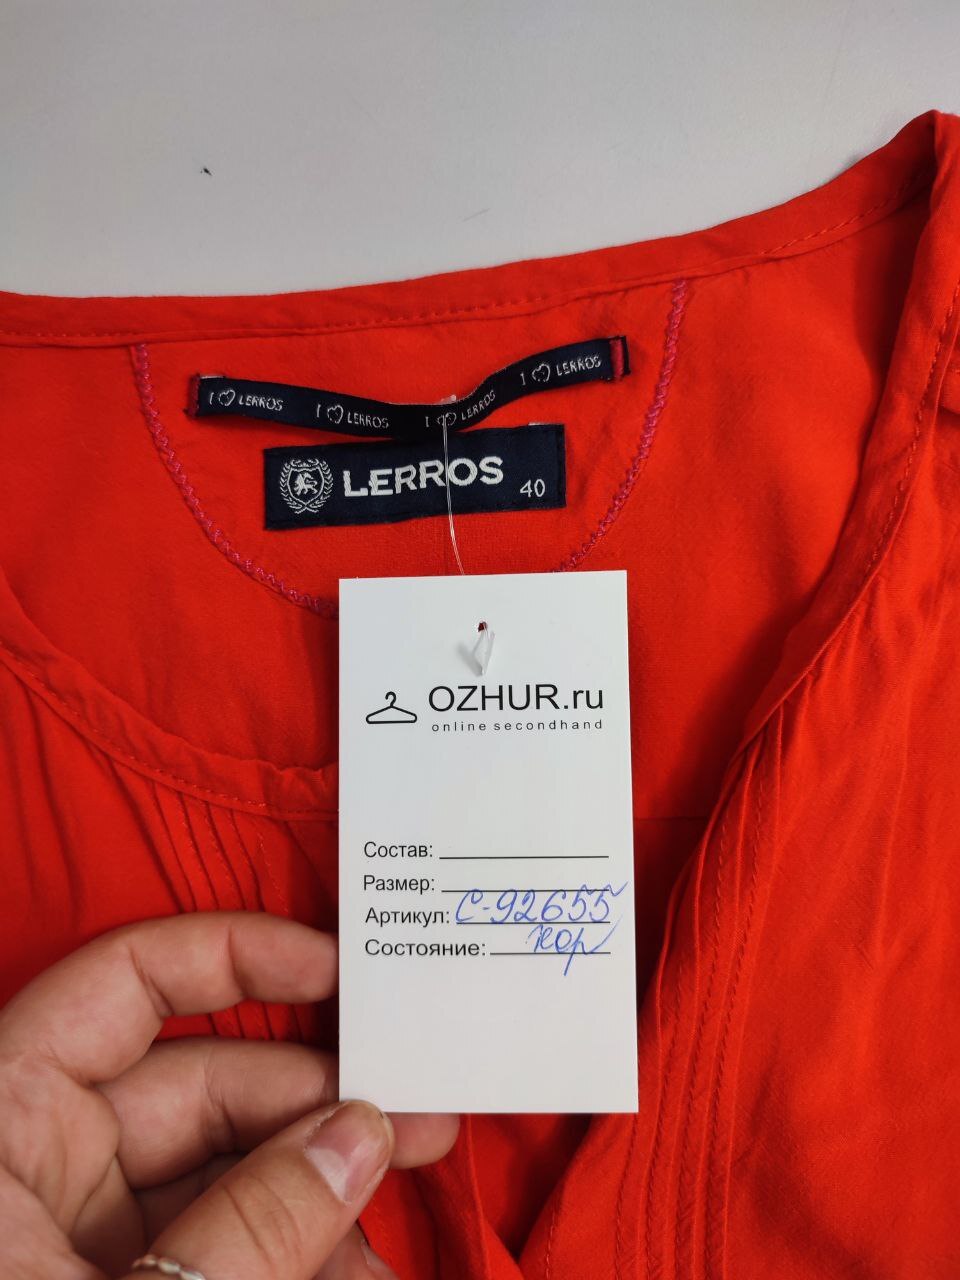 I LERROS I LERROS I LERROS I LERROS
LERROS 40
OZHUR.ru
online secondhand
Состав:
Размер:
Артикул: С-92655
Состояние: хор